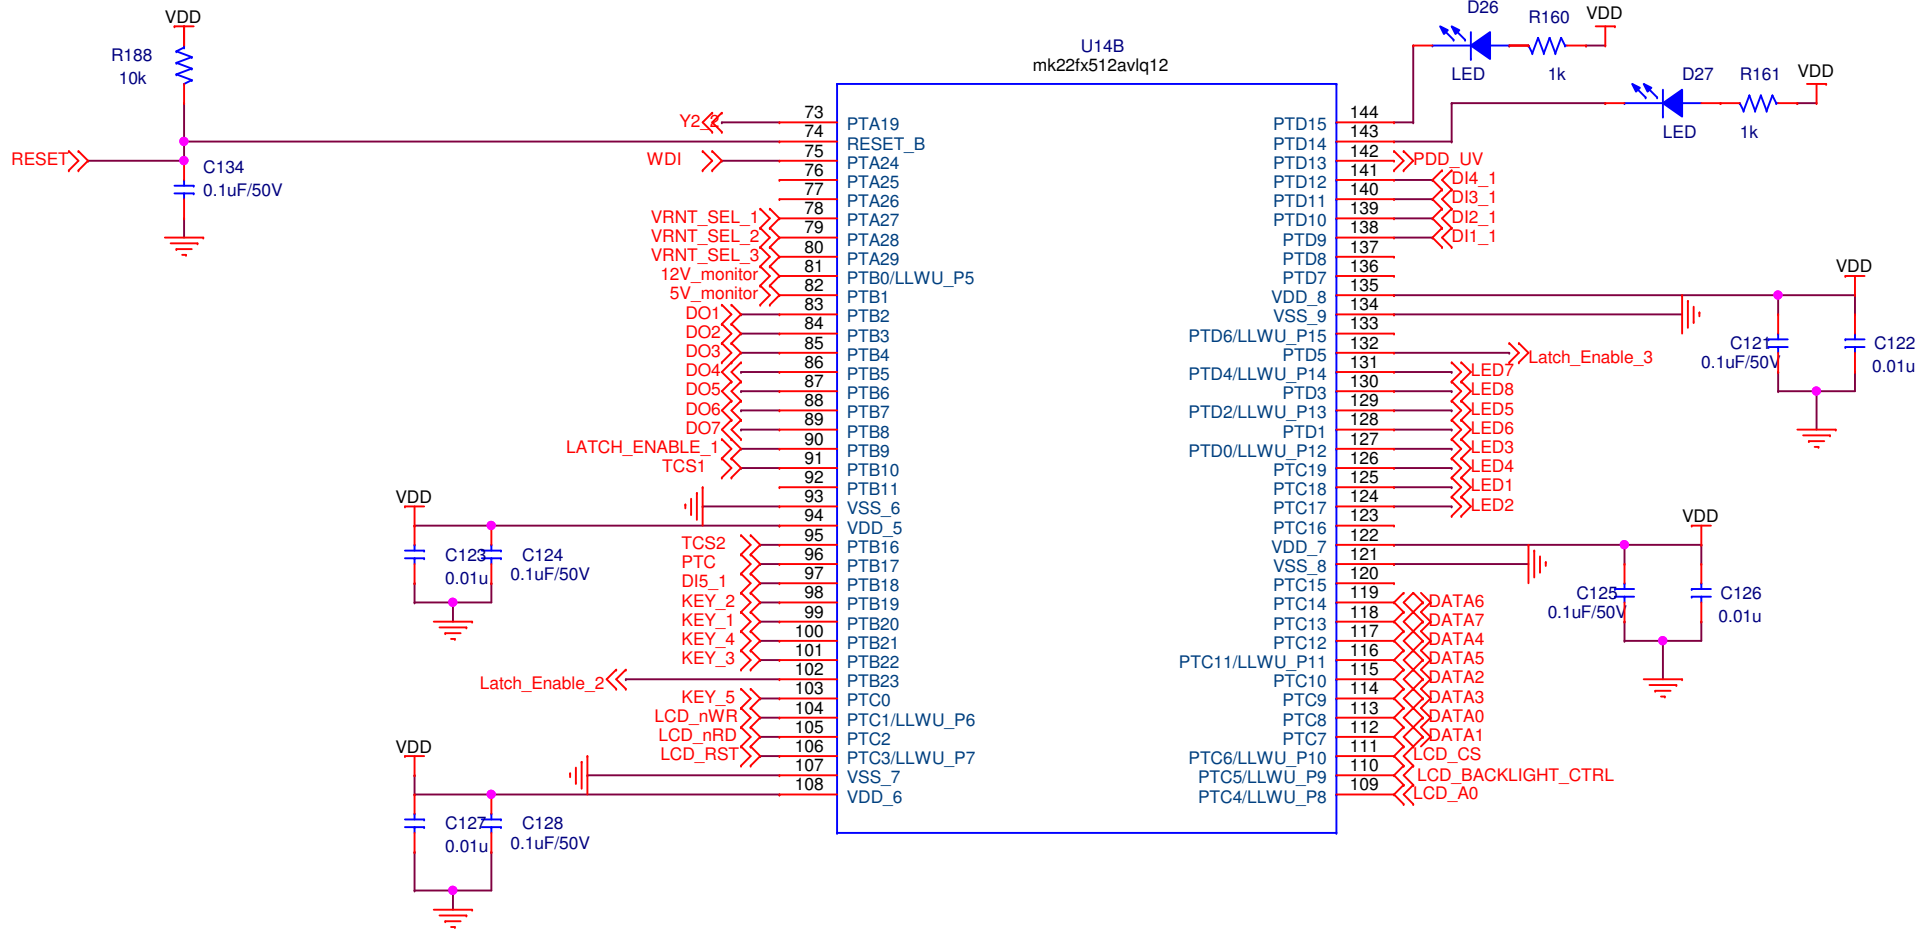 VDD
R188
10k
RESET
C134
0.1uF/50V
U14B
mk22fx512avlq12
D26
R160
VDD
LED
1k
D27
R161
VDD
LED
1k
Y2_2 73 PTA19
74 RESET_B
WDI 75 PTA24
76 PTA25
77 PTA26
VRNT_SEL_1 78 PTA27
VRNT_SEL_2 79 PTA28
VRNT_SEL_3 80 PTA29
12V_monitor 81 PTB0/LLWU_P5
5V_monitor 82 PTB1
DO1 83 PTB2
DO2 84 PTB3
DO3 85 PTB4
DO4 86 PTB5
DO5 87 PTB6
DO6 88 PTB7
DO7 89 PTB8
LATCH_ENABLE_1 90 PTB9
TCS1 91 PTB10
92 PTB11
93 VSS_6
94 VDD_5
TCS2 95 PTB16
PTC 96 PTB17
DI5_1 97 PTB18
KEY_2 98 PTB19
KEY_1 99 PTB20
KEY_4 100 PTB21
KEY_3 101 PTB22
Latch_Enable_2 102 PTB23
KEY_5 103 PTC0
LCD_nWR 104 PTC1/LLWU_P6
LCD_nRD 105 PTC2
LCD_RST 106 PTC3/LLWU_P7
107 VSS_7
108 VDD_6
PTD15 144
PTD14 143
PTD13 142 PDD_UV
PTD12 141 DI4_1
PTD11 140 DI3_1
PTD10 139 DI2_1
PTD9 138 DI1_1
PTD8 137
PTD7 136
VDD_8 135
VSS_9 134
PTD6/LLWU_P15 133
PTD5 132 Latch_Enable_3
PTD4/LLWU_P14 131 LED7
PTD3 130 LED8
PTD2/LLWU_P13 129 LED5
PTD1 128 LED6
PTD0/LLWU_P12 127 LED3
PTC19 126 LED4
PTC18 125 LED1
PTC17 124 LED2
PTC16 123
VDD_7 122
VSS_8 121
PTC15 120
PTC14 119 DATA6
PTC13 118 DATA7
PTC12 117 DATA4
PTC11/LLWU_P11 116 DATA5
PTC10 115 DATA2
PTC9 114 DATA3
PTC8 113 DATA0
PTC7 112 DATA1
PTC6/LLWU_P10 111 LCD_CS
PTC5/LLWU_P9 110 LCD_BACKLIGHT_CTRL
PTC4/LLWU_P8 109 LCD_A0
VDD
C121
0.1uF/50V
C122
0.01u
VDD
C123
0.01u
C124
0.1uF/50V
VDD
C125
0.1uF/50V
C126
0.01u
VDD
C127
0.01u
C128
0.1uF/50V